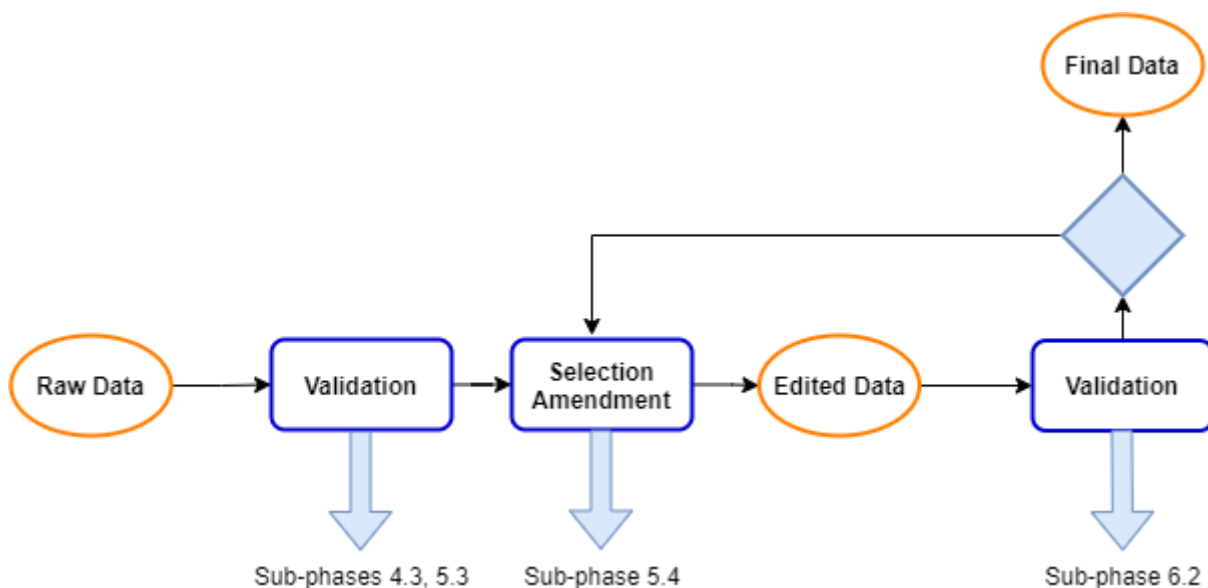 Final Data
Raw Data
Validation
Selection
Amendment
Edited Data
Validation
Sub-phases 4.3, 5.3
Sub-phase 5.4
Sub-phase 6.2